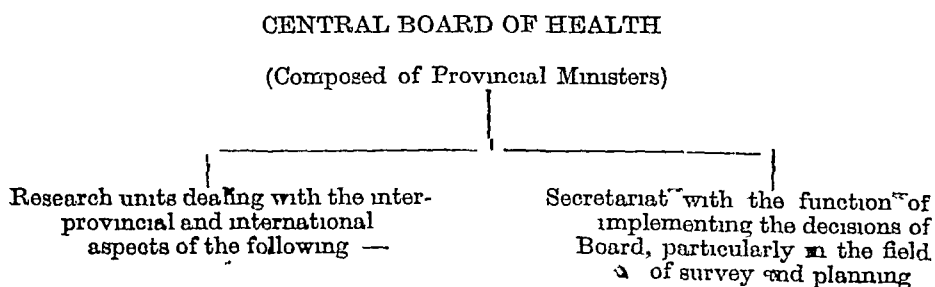 CENTRAL BOARD OF HEALTH
(Composed of Provincial Ministers)
Research units dealing with the inter-
provincial and international
aspects of the following —
Secretariat with the function of
implementing the decisions of
Board, particularly in the field
of survey and planning